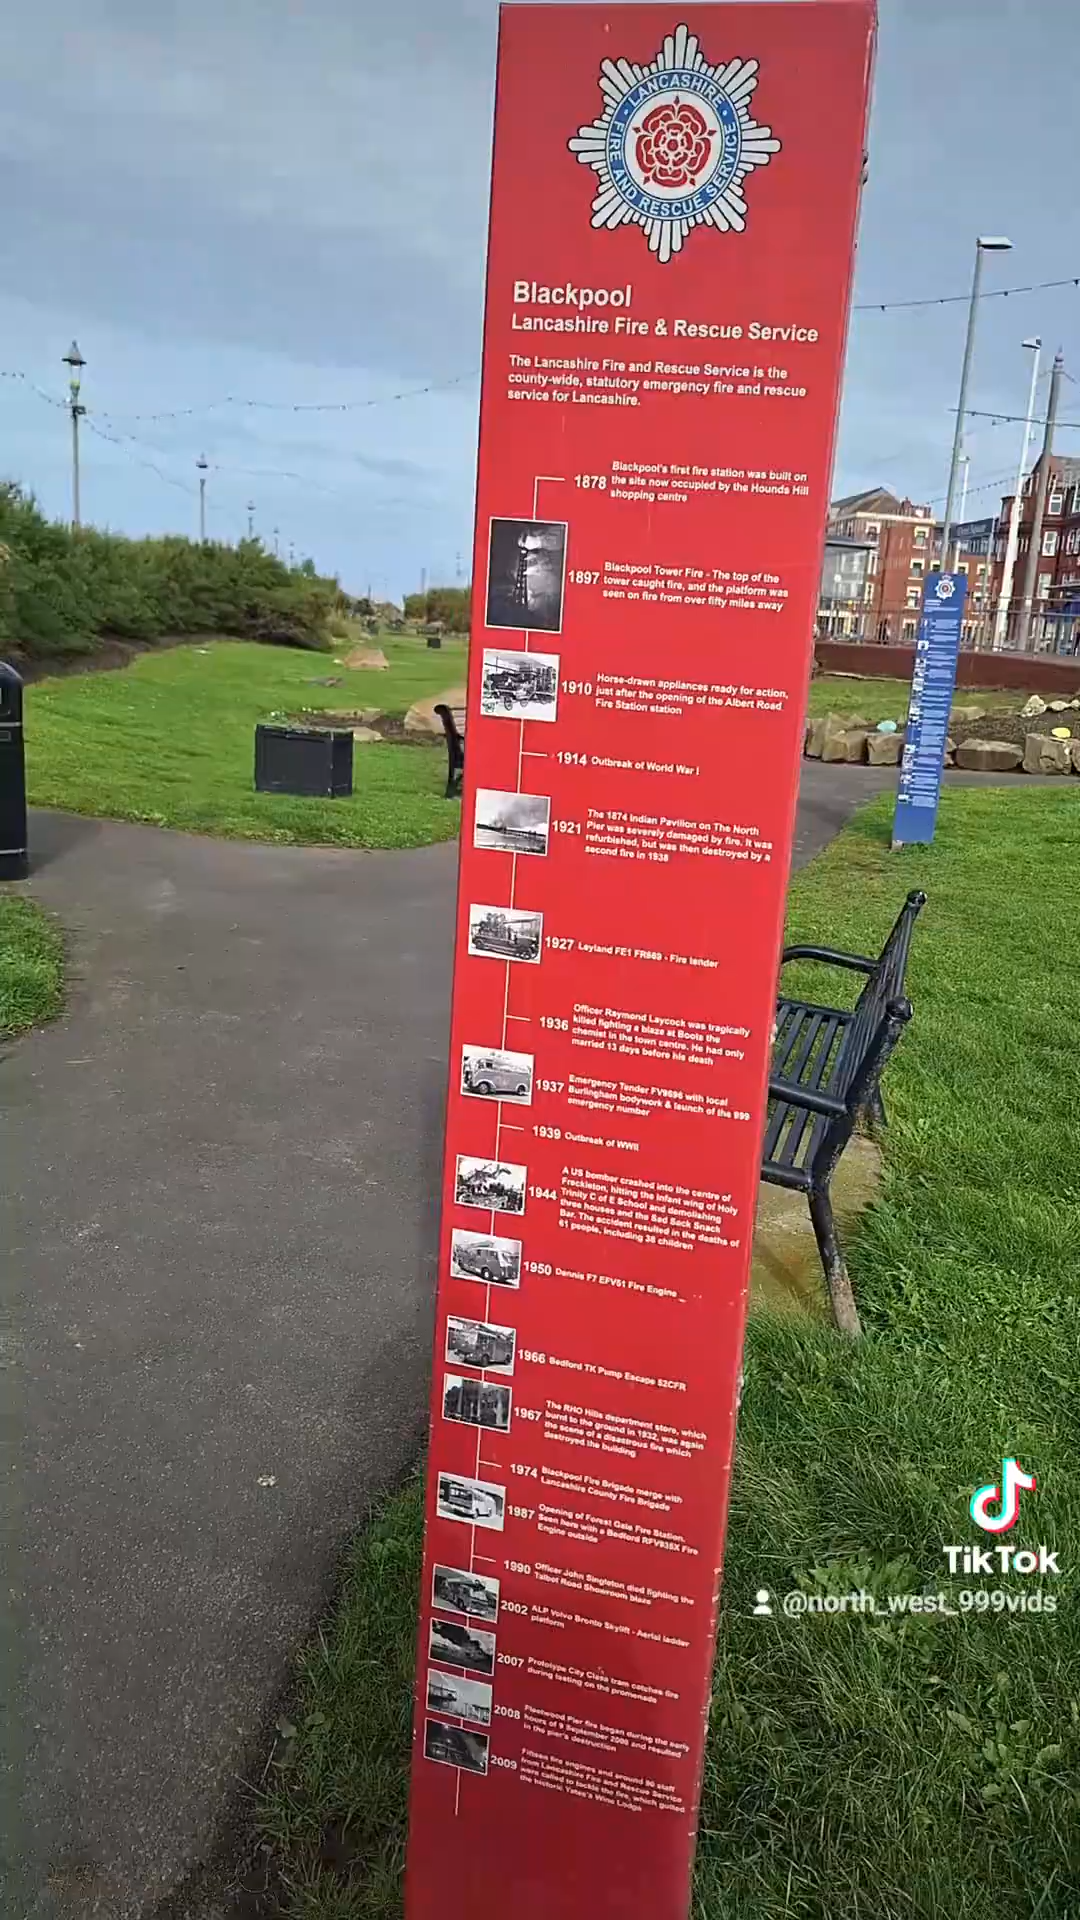 LANCASHIRE
FIRE AND RESCUE SERVICE
Blackpool
Lancashire Fire & Rescue Service
The Lancashire Fire and Rescue Service is the
county-wide, statutory emergency fire and rescue
service for Lancashire.
1878
Blackpool's first fire station was built on
the site now occupied by the Hounds Hill
shopping centre
1897
Blackpool Tower Fire - The top of the
tower caught fire, and the platform was
seen on fire from over fifty miles away
1910
Horse-drawn appliances ready for action,
just after the opening of the Albert Road
Fire Station station
1914 Outbreak of World War I
1921
The 1874 Indian Pavilion on The North
Pier was severely damaged by fire. It was
refurbished, but was then destroyed by a
second fire in 1938
1927 Leyland FE1 FR869 - Fire tender
1936
Officer Raymond Laycock was tragically
killed fighting a blaze at Boots the
chemist in the town centre. He had only
married 13 days before his death
1937
Emergency Tender FV9696 with local
Burlingham bodywork & launch of the 999
emergency number
1939 Outbreak of WWII
1944
A US bomber crashed into the centre of
Freckleton, hitting the infant wing of Holy
Trinity C of E School and demolishing
three houses and the Sad Sack Snack
Bar. The accident resulted in the deaths of
61 people, including 38 children
1950 Dennis F7 EFV51 Fire Engine
1966 Bedford TK Pump Escape 52CFR
1967
The RHO Hills department store, which
burnt to the ground in 1932, was again
the scene of a disastrous fire which
destroyed the building
1974
Blackpool Fire Brigade merge with
Lancashire County Fire Brigade
1987
Opening of Forest Gate Fire Station.
Seen here with a Bedford RFV Fire
Engine outside
1990
Officer John Singleton died fighting the
Talbot Road Showroom blaze
2002
ALP Volvo Bronto Skylift - Aerial ladder
platform
2007
Prototype City Class tram catches fire
during testing on the promenade
2008
Fleetwood Pier fire began during the early
hours of 9 September 2008 and resulted
in the pier's destruction
2009
Fifteen fire engines and around 90 staff
from Lancashire Fire and Rescue Service
were called to tackle the fire, which gutted
the historic Yates's Wine Lodge
TikTok
@north_west_999vids